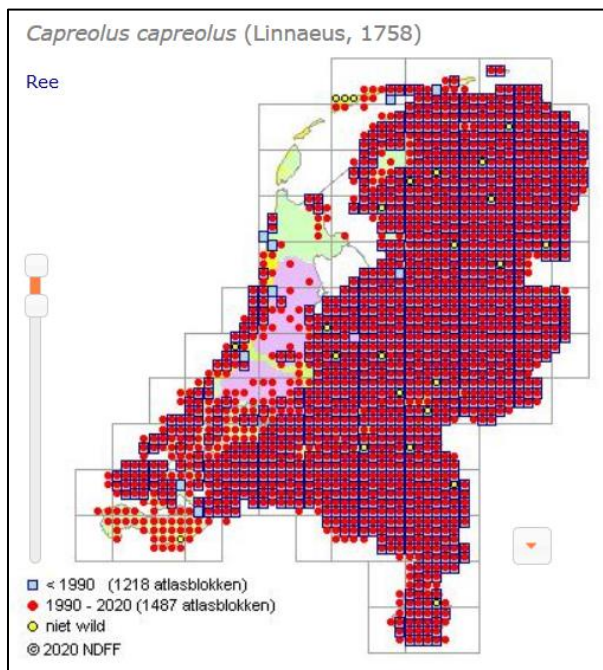 Capreolus capreolus (Linnaeus, 1758)
Ree
< 1990 (1218 atlasblokken)
1990 - 2020 (1487 atlasblokken)
niet wild
© 2020 NDFF